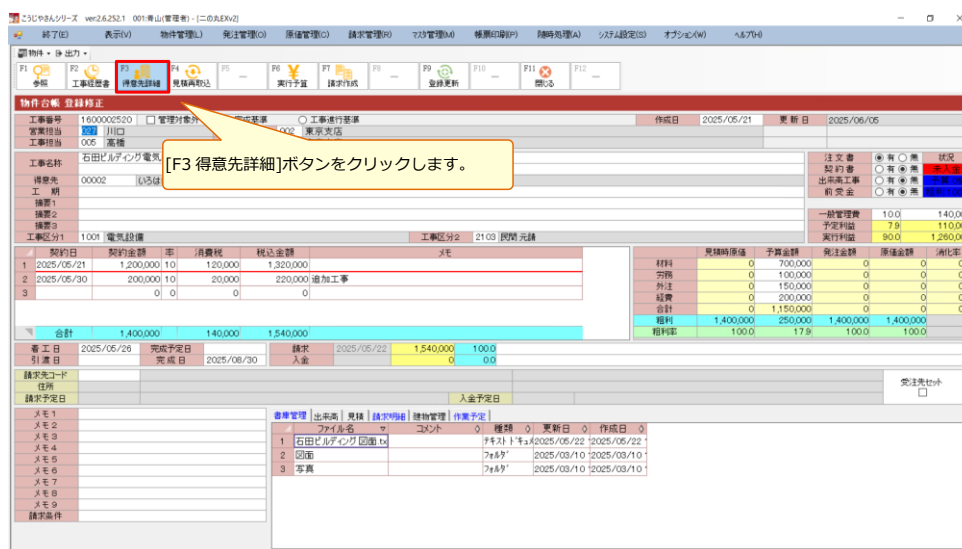 こうじやさんシリーズ ver.2.6.252.1 001:青山(管理者) - [二の丸EXv2]
終了(E) 表示(V) 物件管理(L) 発注管理(O) 原価管理(C) 請求管理(R) マスタ管理(M) 帳票印刷(P) 随時処理(A) システム設定(S) オプション(W) ヘルプ(H)
物件 出力
F1 F2 F3 F4 F5 F6 F7 F8 F9 F10 F11 F12
参照 工事経歴書 得意先詳細 見積再取込 実行予算 請求作成 登録更新 閉じる
物件台帳 登録修正
工事番号 1600002520 管理対象外 工事進行基準 作成日 2025/05/21 更新日 2025/06/05
営業担当 027 川口 002 東京支店
工事担当 005 高橋
[F3 得意先詳細]ボタンをクリックします。
工事名称 石田ビルディング電気 注文書 有 無 状況
契約書 有 無 未入金
得意先 00002 出来高工事 有 無
工 期 前受金 有 無
摘要1
摘要2 一般管理費 10.0 140,0
摘要3 予定利益 7.9 110,0
工事区分1 1001 電気設備 工事区分2 2103 民間 元請 実行利益 90.0 1,260,0
契約日 契約金額 率 消費税 税込金額 メモ 見積時原価 予算金額 発注金額 原価金額 消化率
1 2025/05/21 1,200,000 10 120,000 1,320,000 材料 0 700,000 0 0
2 2025/05/30 200,000 10 20,000 220,000 追加工事 労務 0 100,000 0 0
3 0 0 0 0 外注 0 150,000 0 0
経費 0 200,000 0 0
合計 0 1,150,000 0 0
粗利 1,400,000 250,000 1,400,000 1,400,000
合計 1,400,000 140,000 1,540,000 粗利率 100.0 17.9 100.0 100.0
着工日 2025/05/26 完成予定日 請求 2025/05/22 1,540,000 100.0
引渡日 完成日 2025/08/30 入金 0 0.0
請求先コード
住所 受注先セット
請求予定日 入金予定日
メモ1 書庫管理 出来高 見積 請求明細 建物管理 作業予定
メモ2 ファイル名 コメント 種類 更新日 作成日
メモ3 1 石田ビルディング 図面.tx テキスト ドキュメ 2025/05/22 2025/05/22
メモ4 2 図面 フォルダ 2025/03/10 2025/03/10
メモ5 3 写真 フォルダ 2025/03/10 2025/03/10
メモ6
メモ7
メモ8
メモ9
請求条件